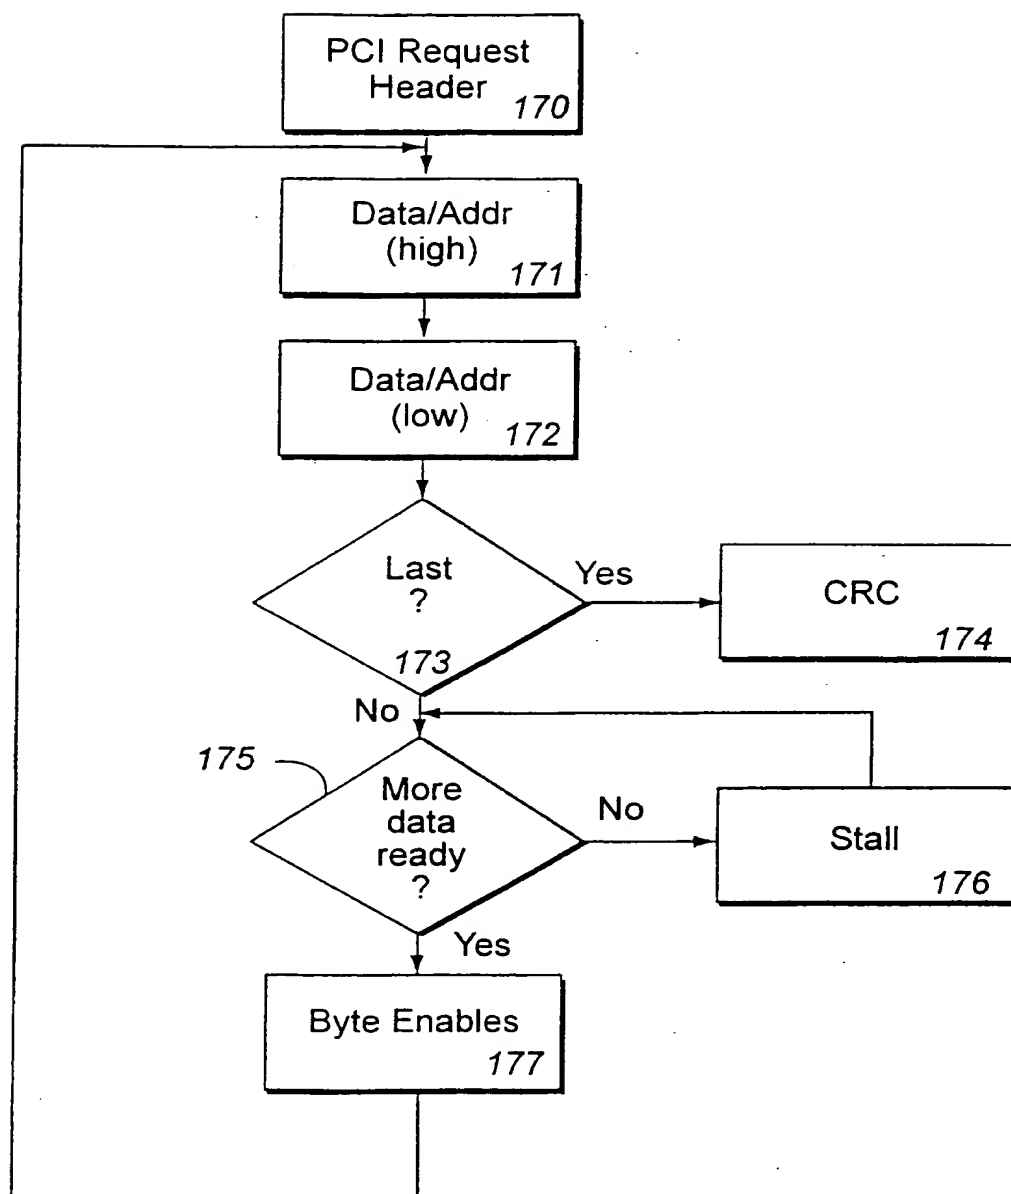 PCI Request
Header
170
Data/Addr
(high)
171
Data/Addr
(low)
172
Last
?
173
Yes
CRC
174
No
175
More
data
ready
?
No
Stall
176
Yes
Byte Enables
177